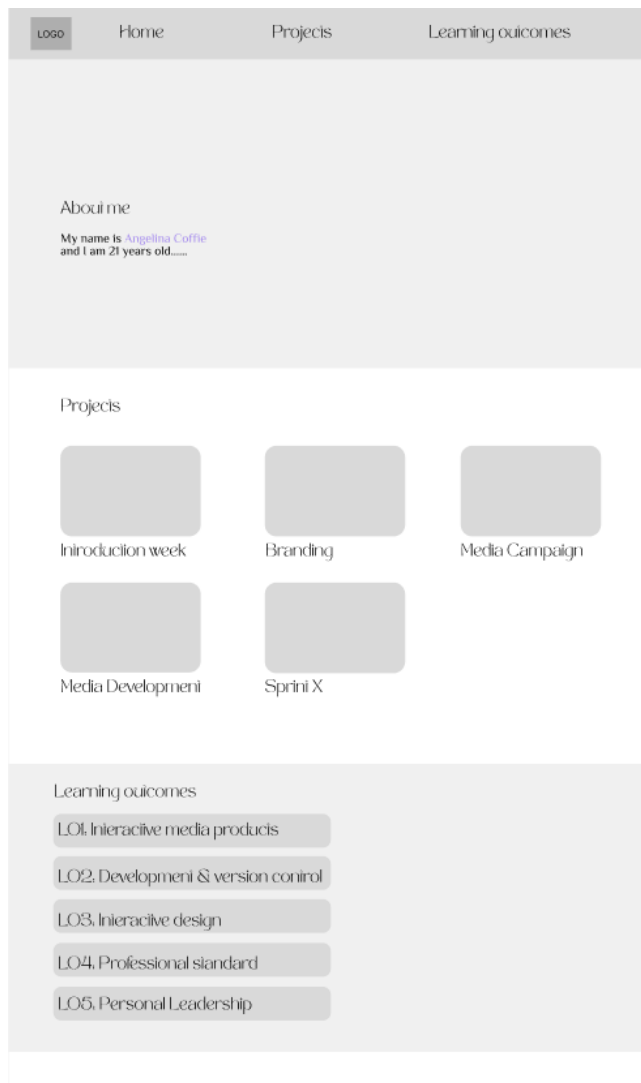 LOGO
Home
Projects
Learning outcomes
About me
My name is Angelina Coffie
and I am 21 years old......
Projects
Introduction week
Branding
Media Campaign
Media Development
Sprint X
Learning outcomes
LO1, Interactive media products
LO2, Development & version control
LO3, Interactive design
LO4, Professional standard
LO5, Personal Leadership